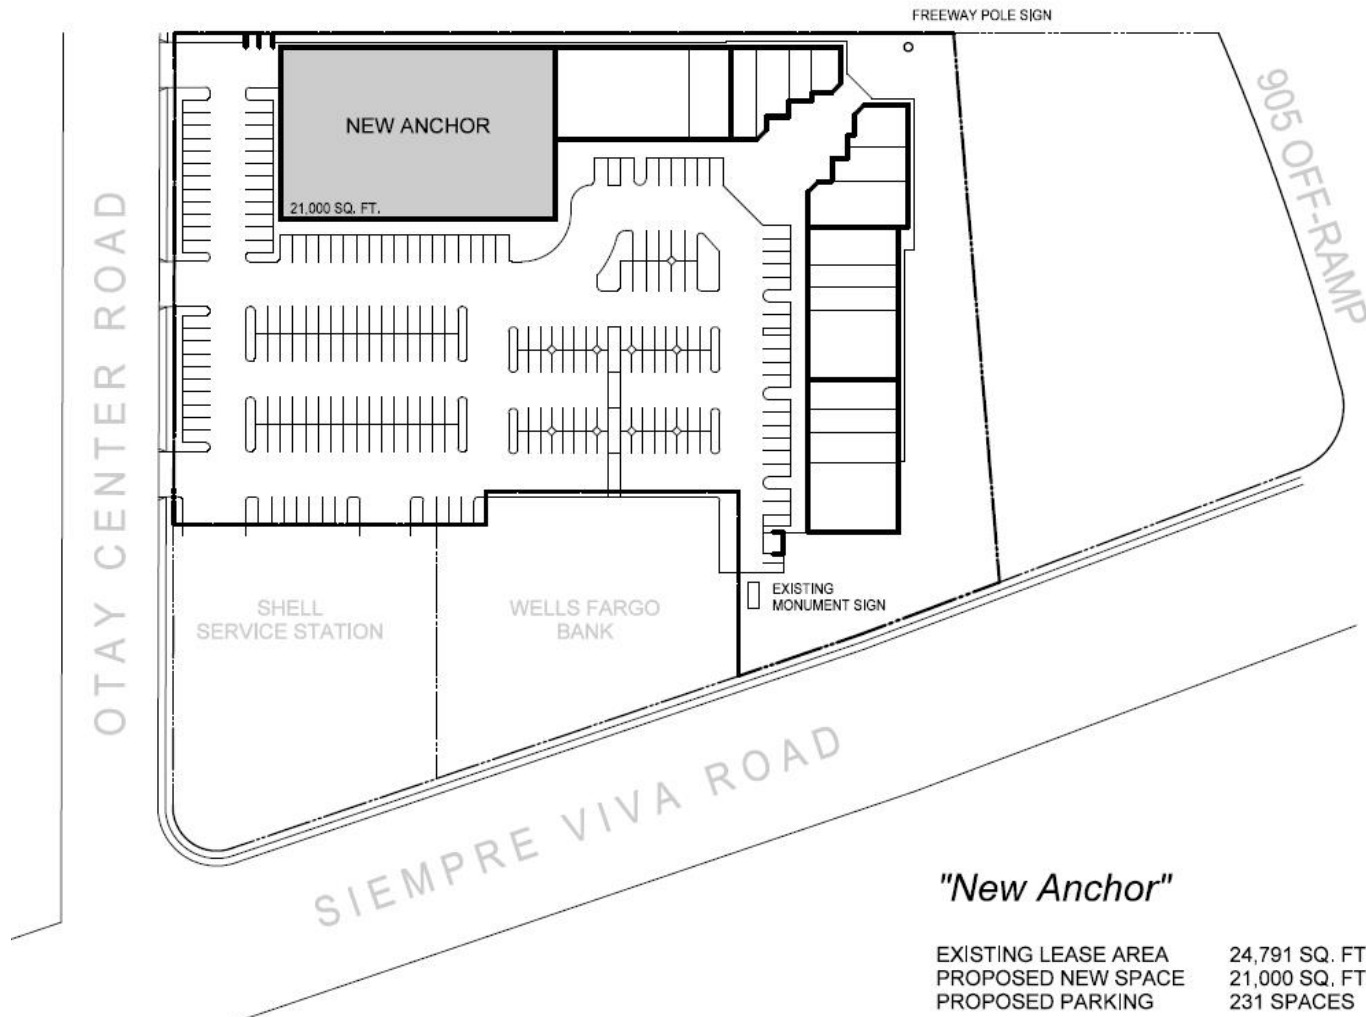 FREEWAY POLE SIGN
905 OFF-RAMP
NEW ANCHOR
21,000 SQ. FT.
OTAY CENTER ROAD
EXISTING
MONUMENT SIGN
SHELL
SERVICE STATION
WELLS FARGO
BANK
SIEMPRE VIVA ROAD
"New Anchor"
EXISTING LEASE AREA 24,791 SQ. FT
PROPOSED NEW SPACE 21,000 SQ. FT
PROPOSED PARKING 231 SPACES